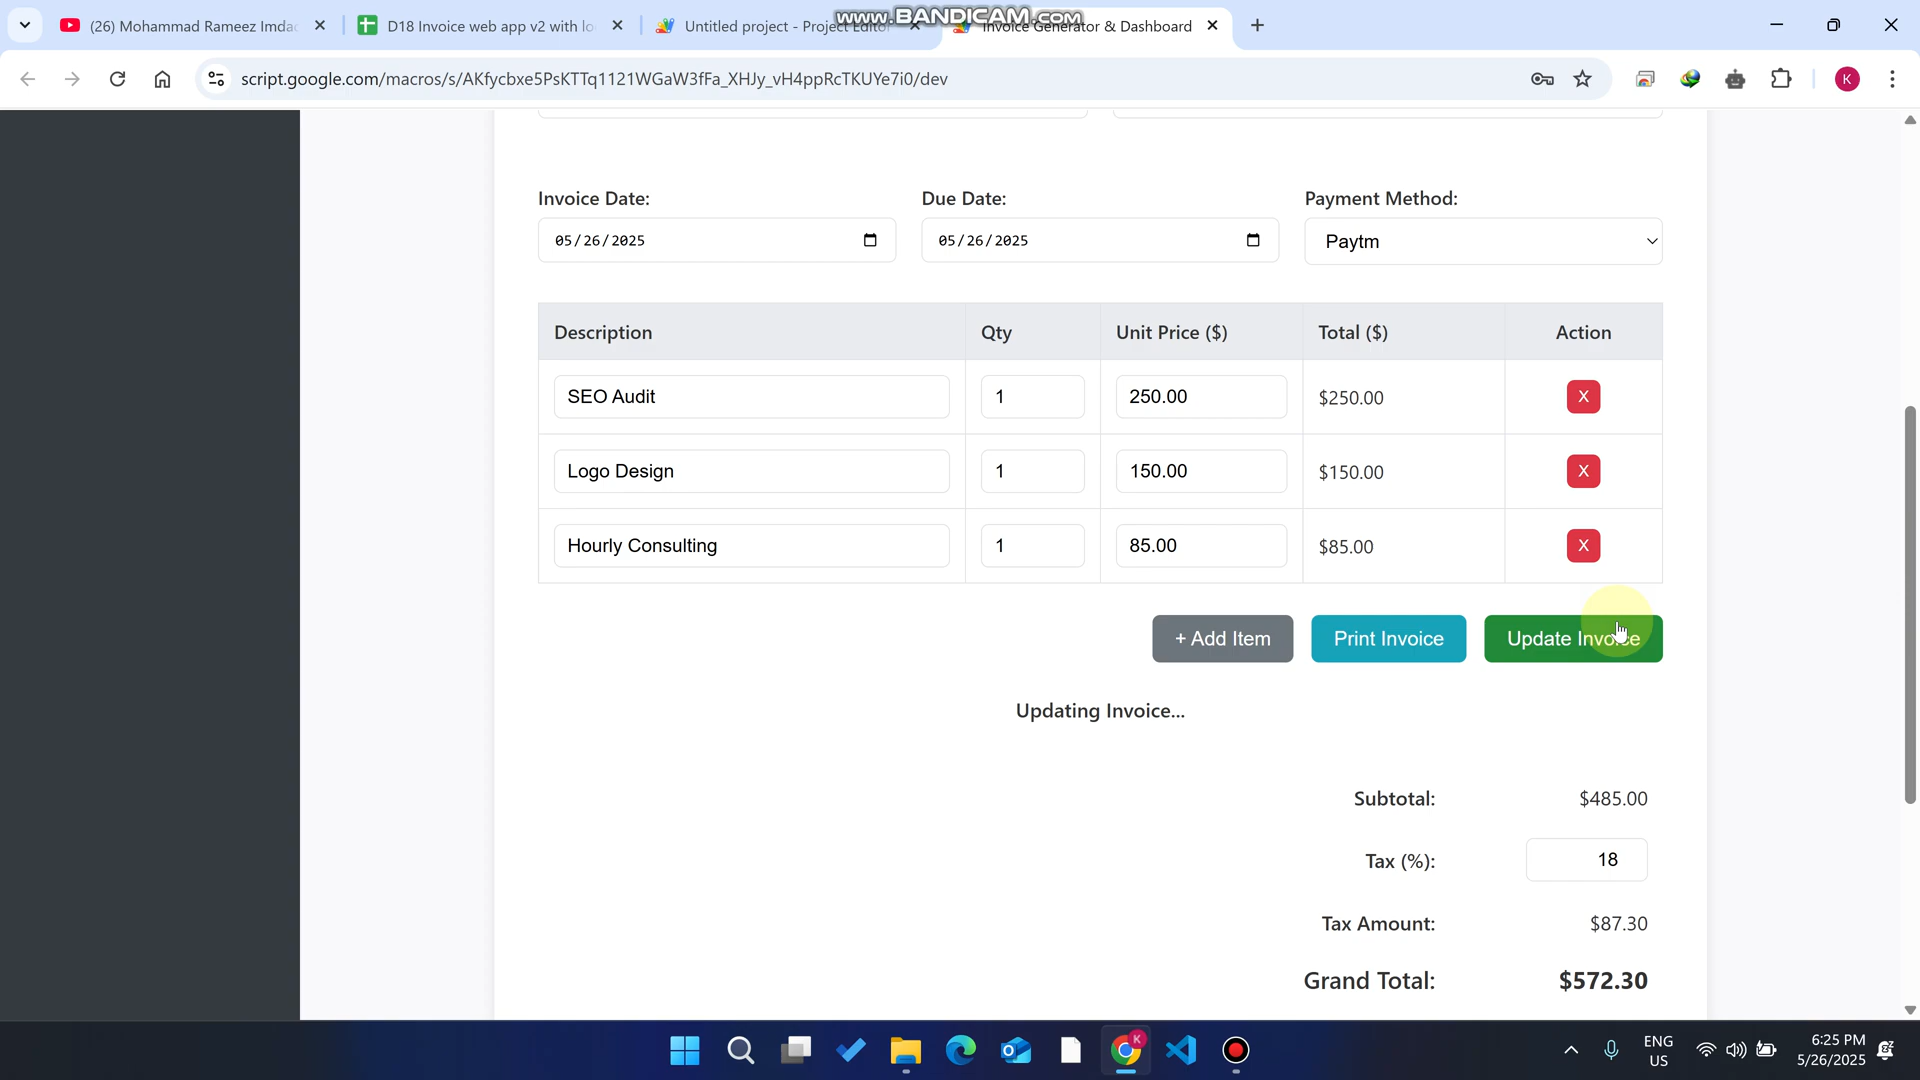 (26) Mohammad Rameez Imdad
D18 Invoice web app v2 with lo
Untitled project - Project Editor
Invoice Generator & Dashboard
www.BANDICAM.com
script.google.com/macros/s/AKfycbxe5PsKTTq1121WGaW3fFa_XHJy_vH4ppRcTKUYe7i0/dev
K
Invoice Date:
Due Date:
Payment Method:
05/26/2025
05/26/2025
Paytm
Description Qty Unit Price ($) Total ($) Action
SEO Audit 1 250.00 $250.00 X
Logo Design 1 150.00 $150.00 X
Hourly Consulting 1 85.00 $85.00 X
+ Add Item
Print Invoice
Update Invoice
Updating Invoice...
Subtotal: $485.00
Tax (%): 18
Tax Amount: $87.30
Grand Total: $572.30
K
ENG
US
6:25 PM
5/26/2025